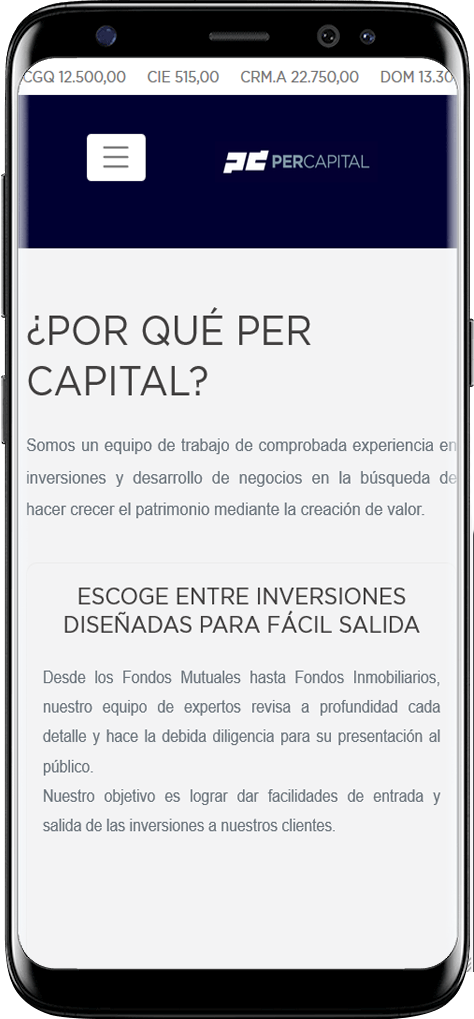 CGQ 12.500,00 CIE 515,00 CRM.A 22.750,00 DOM 13.30
PERCAPITAL
¿POR QUÉ PER
CAPITAL?
Somos un equipo de trabajo de comprobada experiencia en
inversiones y desarrollo de negocios en la búsqueda de
hacer crecer el patrimonio mediante la creación de valor.
ESCOGE ENTRE INVERSIONES
DISEÑADAS PARA FÁCIL SALIDA
Desde los Fondos Mutuales hasta Fondos Inmobiliarios,
nuestro equipo de expertos revisa a profundidad cada
detalle y hace la debida diligencia para su presentación al
público.
Nuestro objetivo es lograr dar facilidades de entrada y
salida de las inversiones a nuestros clientes.